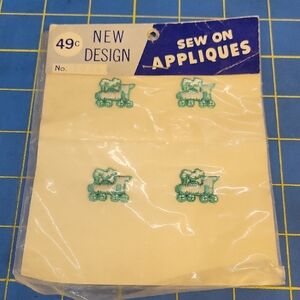 49¢
NEW
DESIGN
No.
SEW ON
APPLIQUES